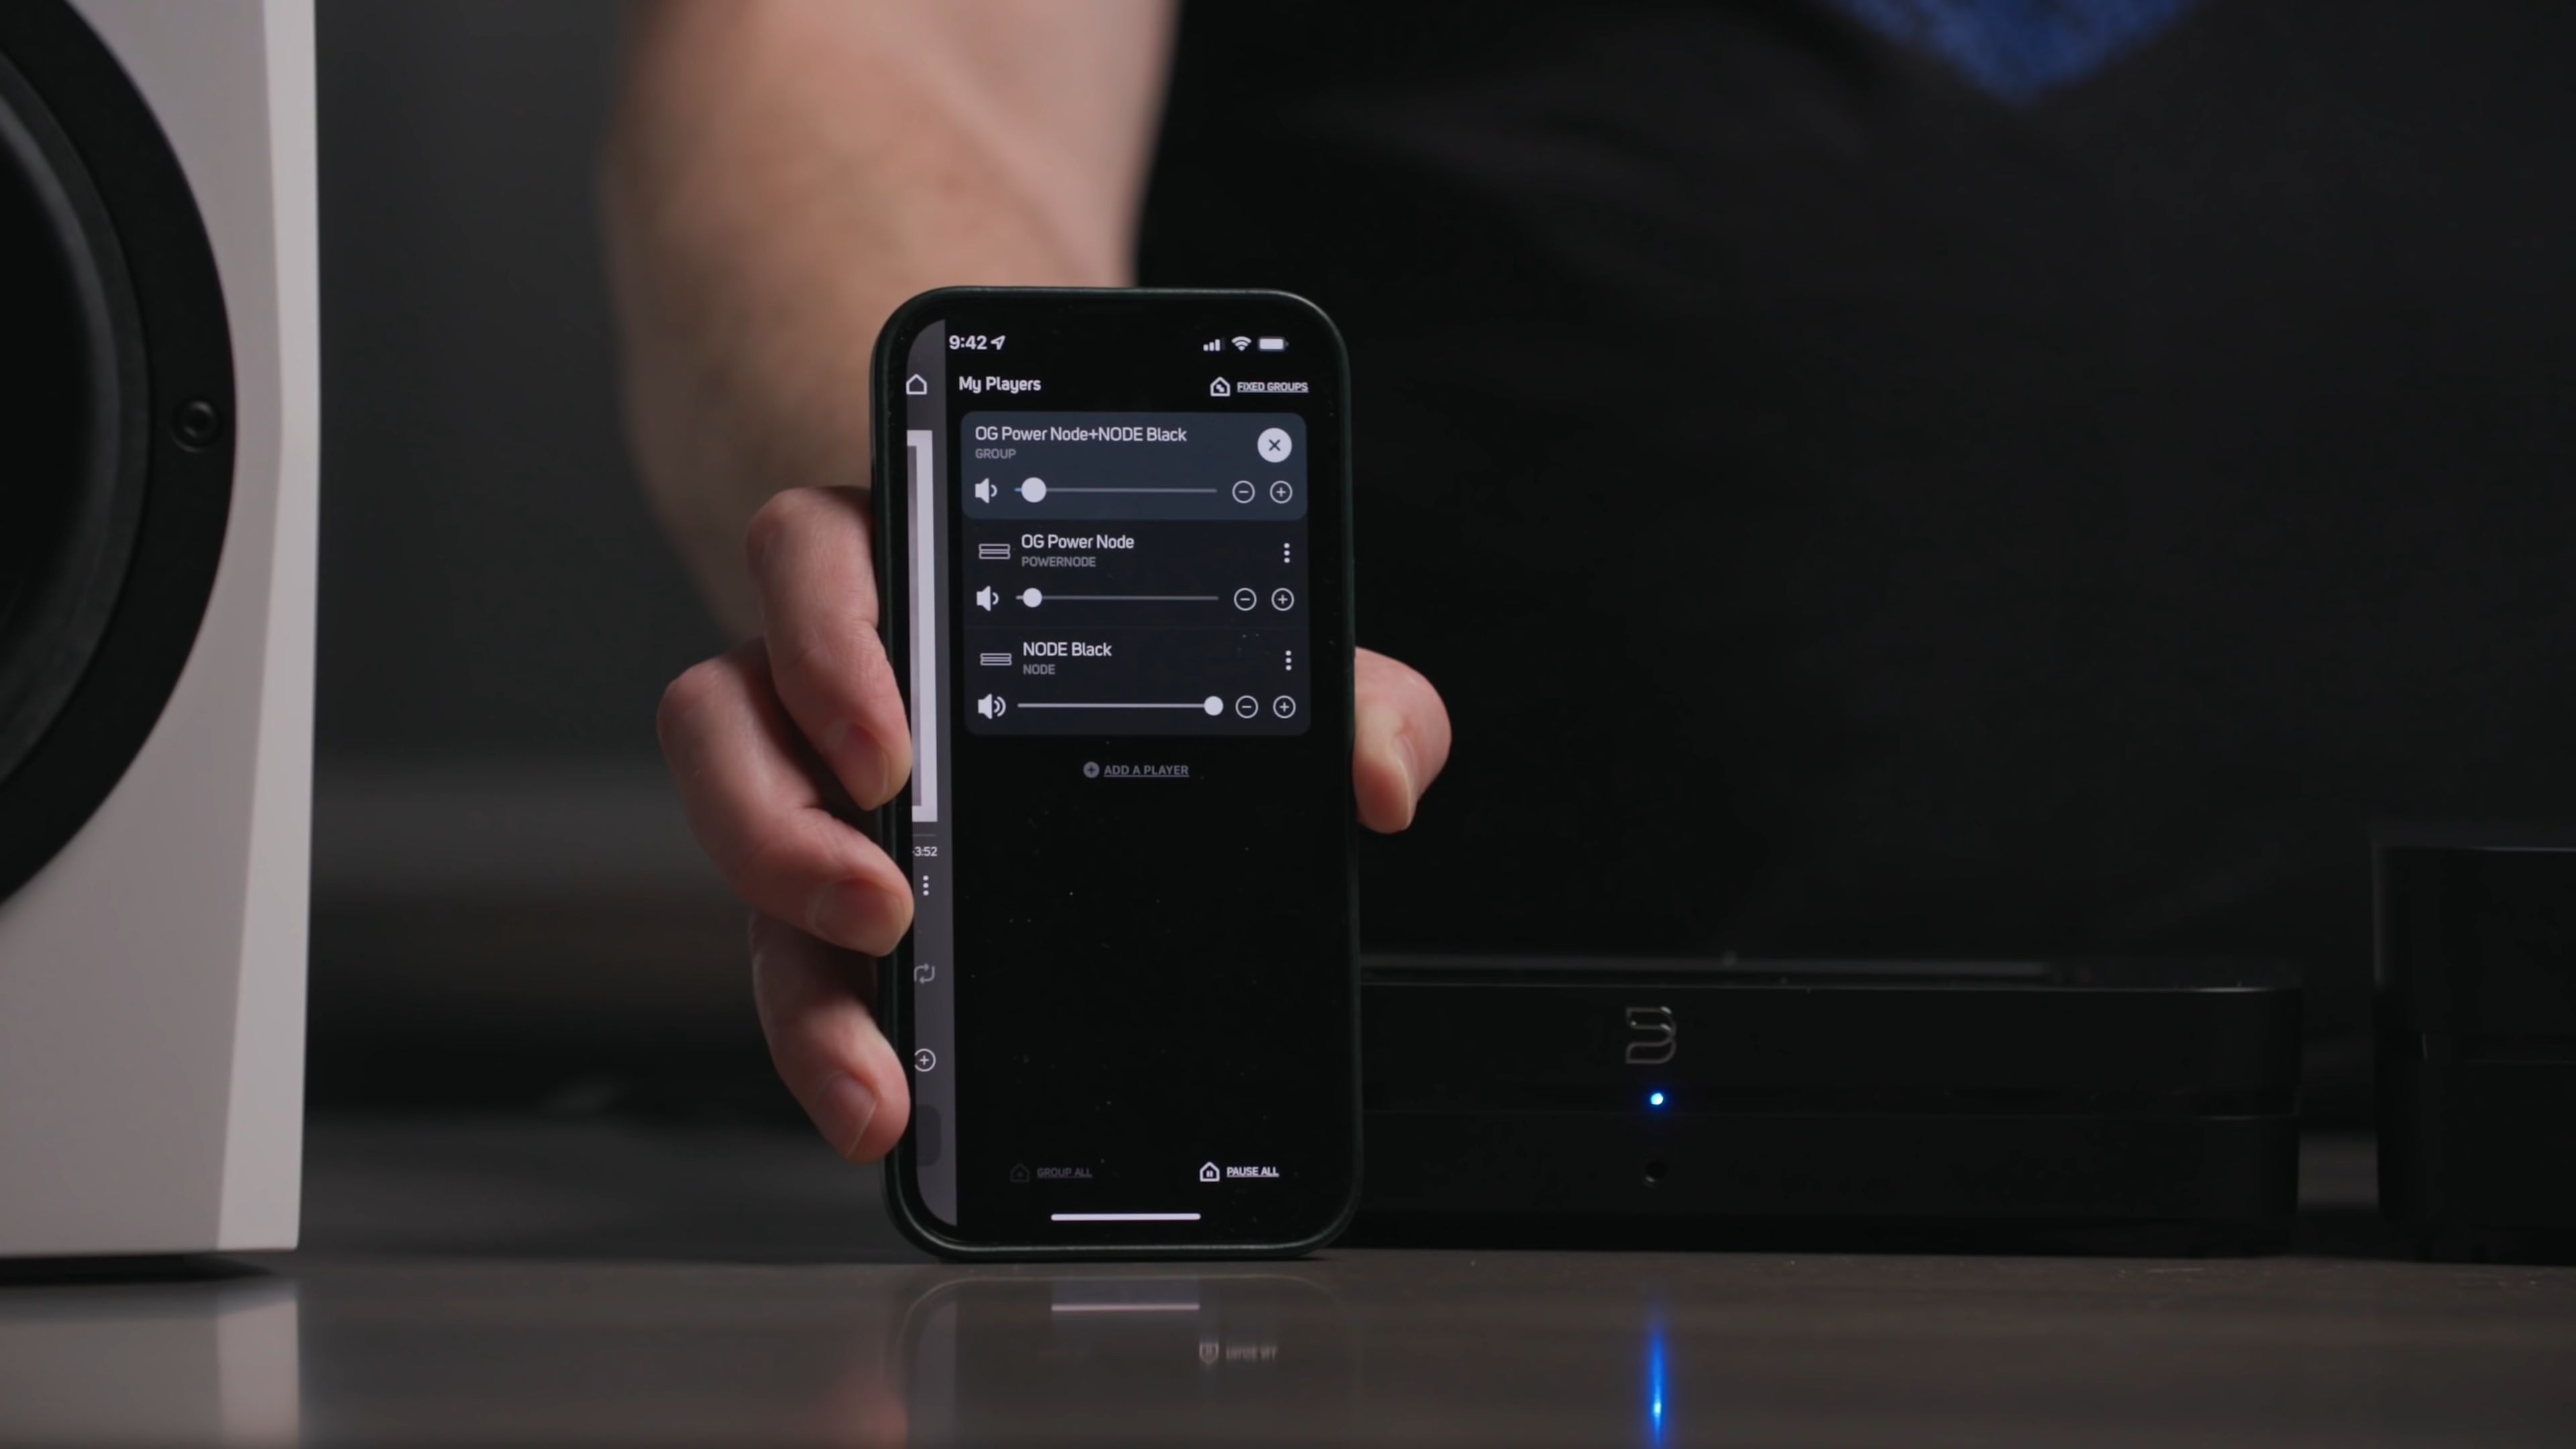 9:42
My Players
FIXED GROUPS
OG Power Node+NODE Black
GROUP
OG Power Node
POWERNODE
NODE Black
NODE
ADD A PLAYER
-3:52
GROUP ALL
PAUSE ALL